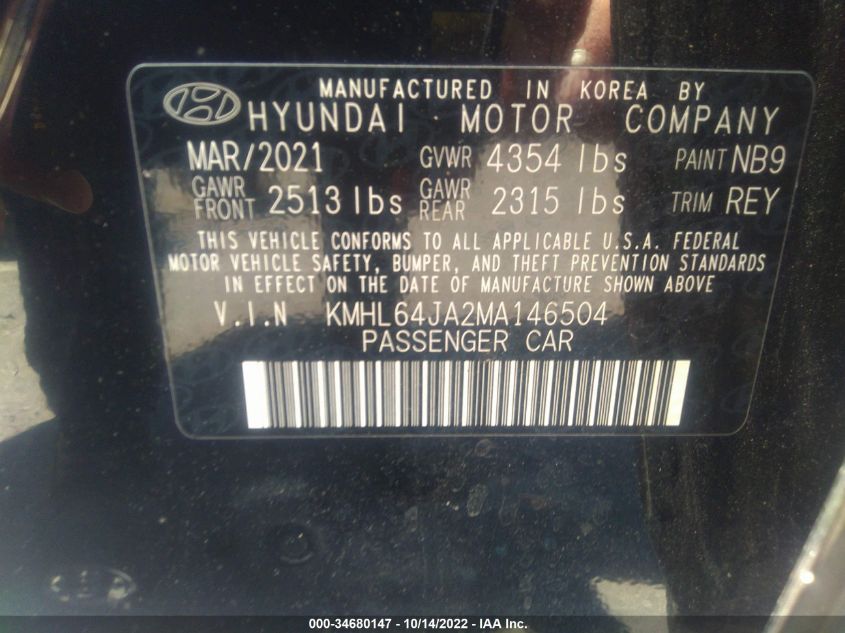 MANUFACTURED IN KOREA BY
HYUNDAI MOTOR COMPANY
MAR/2021 GVWR 4354 lbs PAINT NB9
GAWR FRONT 2513 lbs GAWR REAR 2315 lbs TRIM REY
THIS VEHICLE CONFORMS TO ALL APPLICABLE U.S.A. FEDERAL
MOTOR VEHICLE SAFETY, BUMPER, AND THEFT PREVENTION STANDARDS
IN EFFECT ON THE DATE OF MANUFACTURE SHOWN ABOVE
V.I.N KMHL64JA2MA146504
PASSENGER CAR
000-34680147 - 10/14/2022 - IAA Inc.